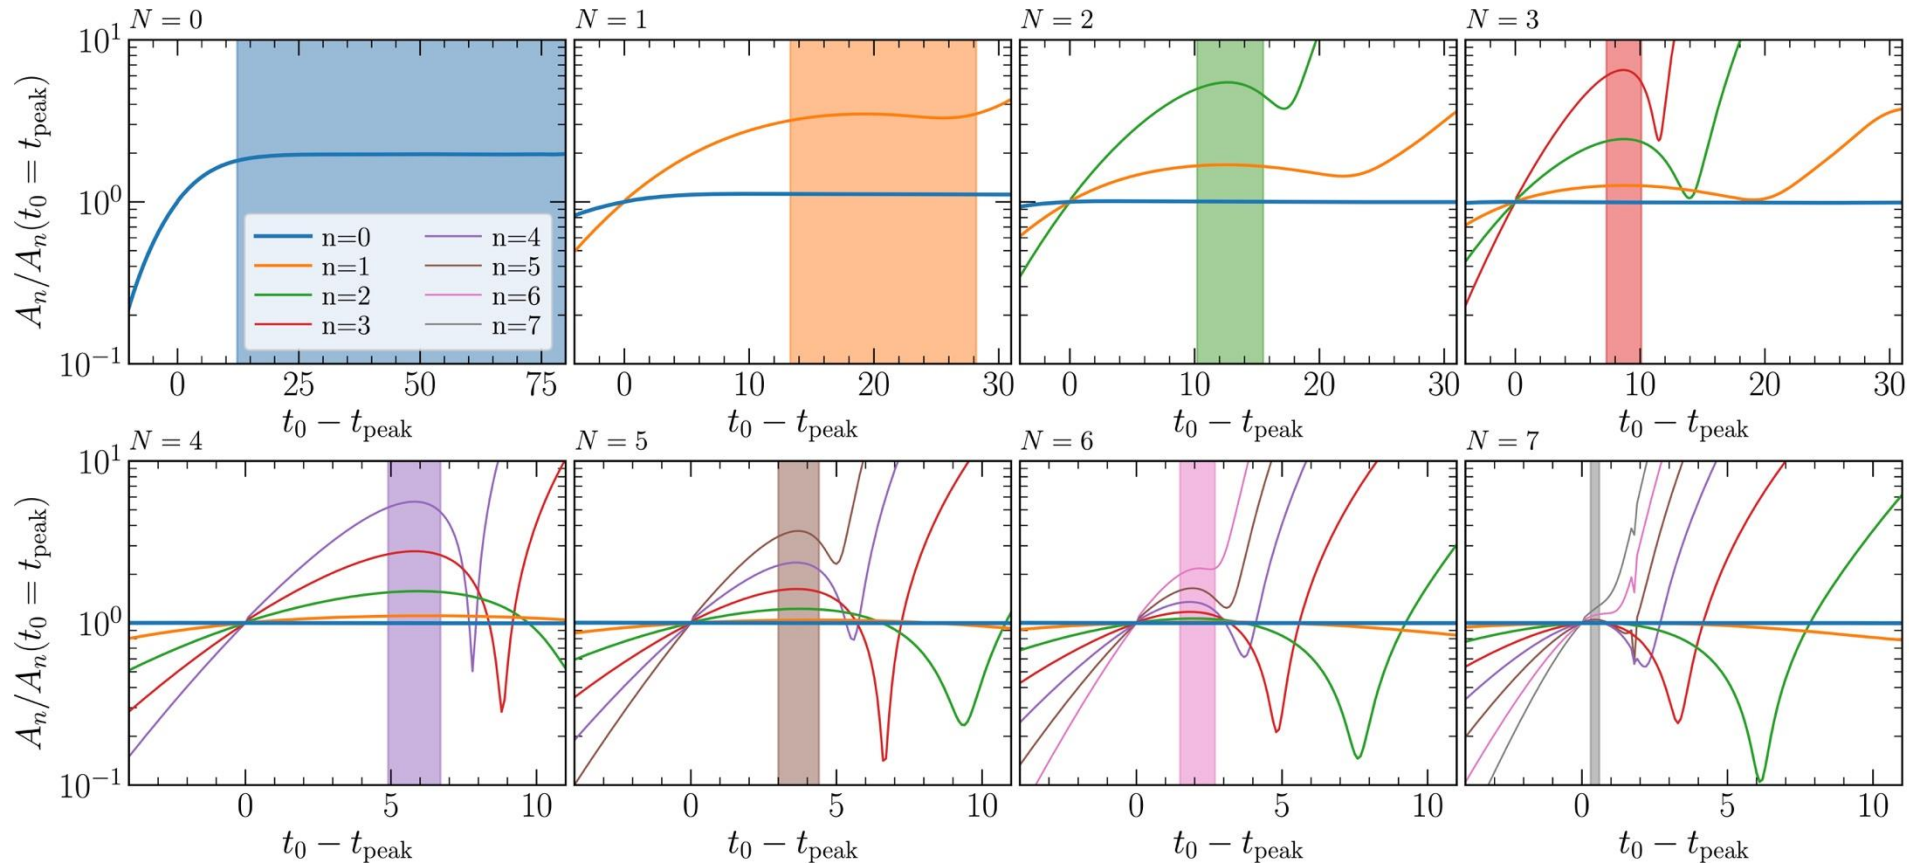 N = 0
N = 1
N = 2
N = 3
A_n/A_n(t_0 = t_peak)
10^1
10^0
10^-1
n=0
n=1
n=2
n=3
n=4
n=5
n=6
n=7
0 25 50 75
0 10 20 30
0 10 20 30
0 10 20 30
t_0 − t_peak
t_0 − t_peak
t_0 − t_peak
t_0 − t_peak
N = 4
N = 5
N = 6
N = 7
A_n/A_n(t_0 = t_peak)
10^1
10^0
10^-1
0 5 10
0 5 10
0 5 10
0 5 10
t_0 − t_peak
t_0 − t_peak
t_0 − t_peak
t_0 − t_peak